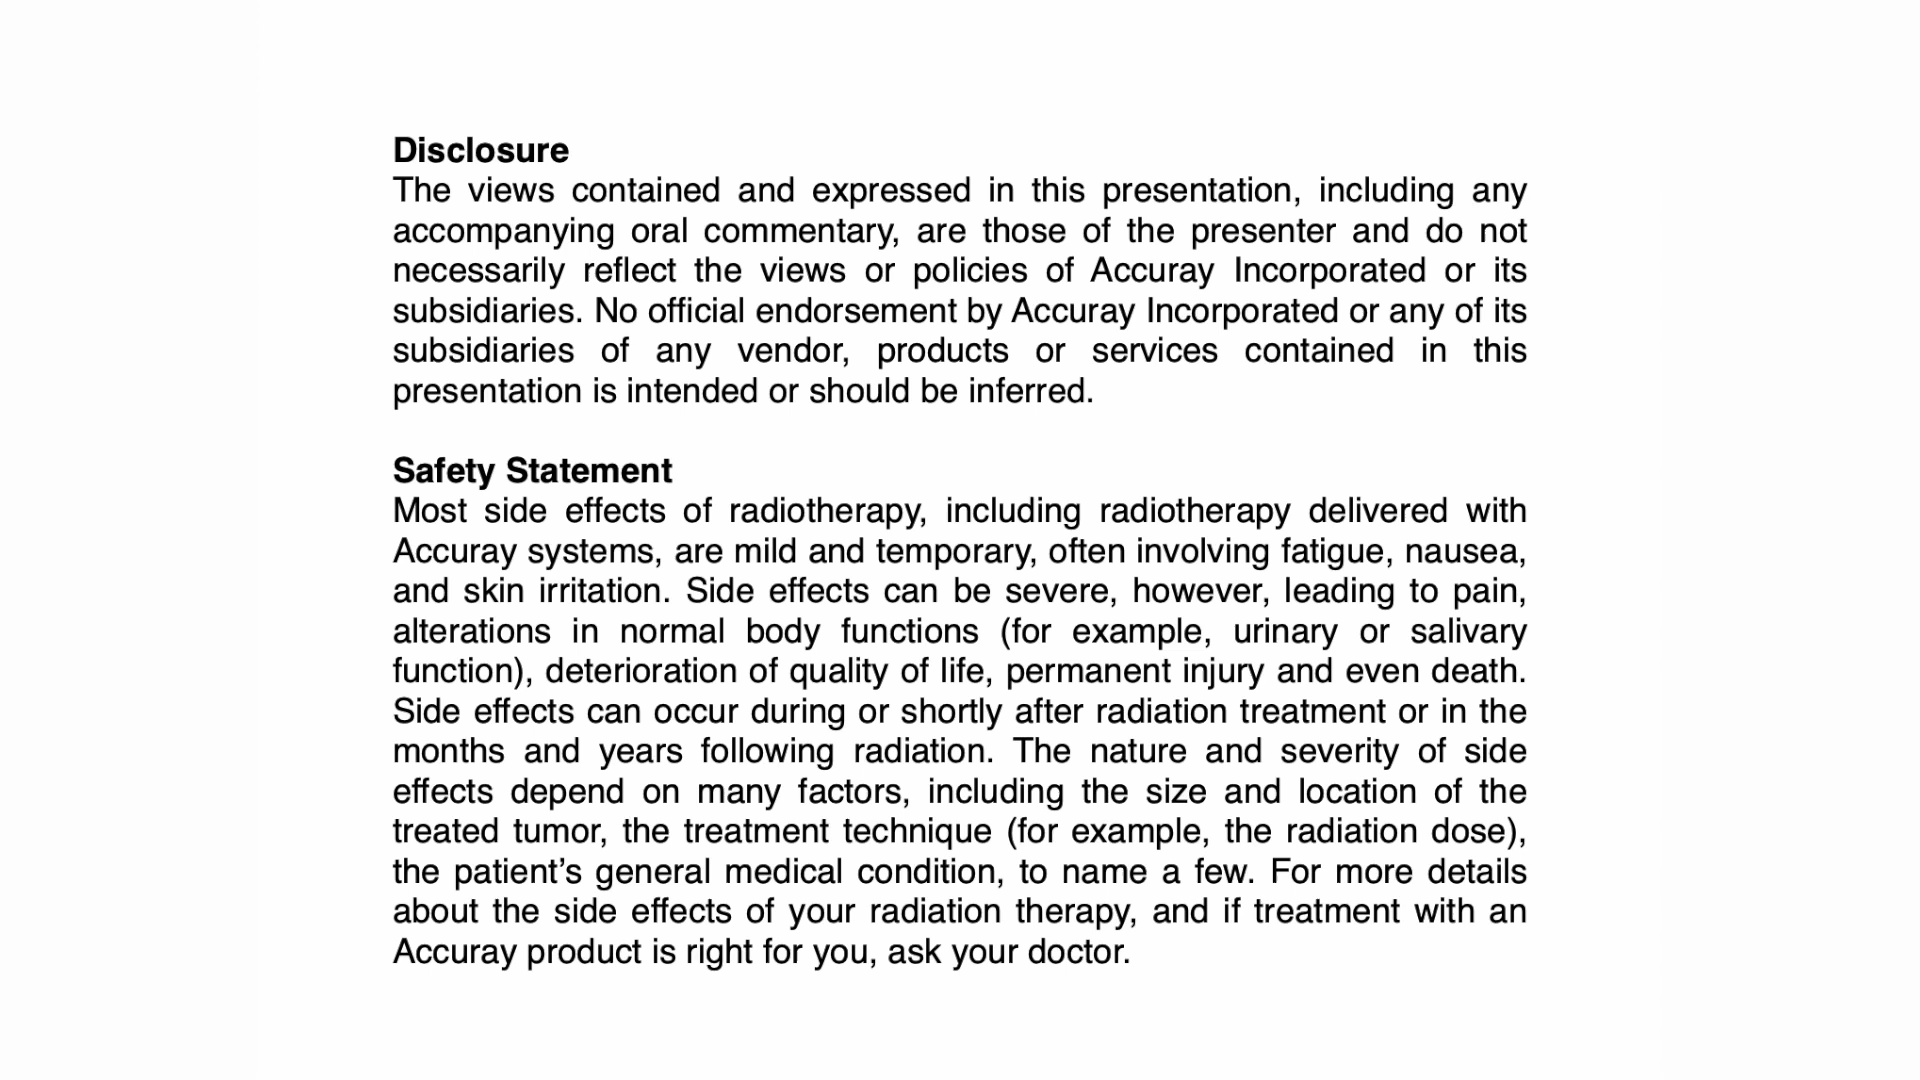 Disclosure
The views contained and expressed in this presentation, including any
accompanying oral commentary, are those of the presenter and do not
necessarily reflect the views or policies of Accuray Incorporated or its
subsidiaries. No official endorsement by Accuray Incorporated or any of its
subsidiaries of any vendor, products or services contained in this
presentation is intended or should be inferred.
Safety Statement
Most side effects of radiotherapy, including radiotherapy delivered with
Accuray systems, are mild and temporary, often involving fatigue, nausea,
and skin irritation. Side effects can be severe, however, leading to pain,
alterations in normal body functions (for example, urinary or salivary
function), deterioration of quality of life, permanent injury and even death.
Side effects can occur during or shortly after radiation treatment or in the
months and years following radiation. The nature and severity of side
effects depend on many factors, including the size and location of the
treated tumor, the treatment technique (for example, the radiation dose),
the patient’s general medical condition, to name a few. For more details
about the side effects of your radiation therapy, and if treatment with an
Accuray product is right for you, ask your doctor.